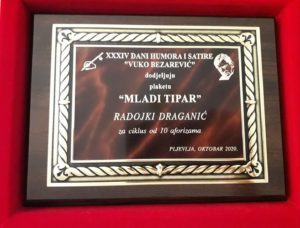 XXXIV DANI HUMORA I SATIRE
"VUKO BEZAREVIĆ"
dodjeljuju
plaketu
"MLADI TIPAR"
RADOJKI DRAGANIĆ
za ciklus od 10 aforizama
PLJEVLJA, OKTOBAR 2020.